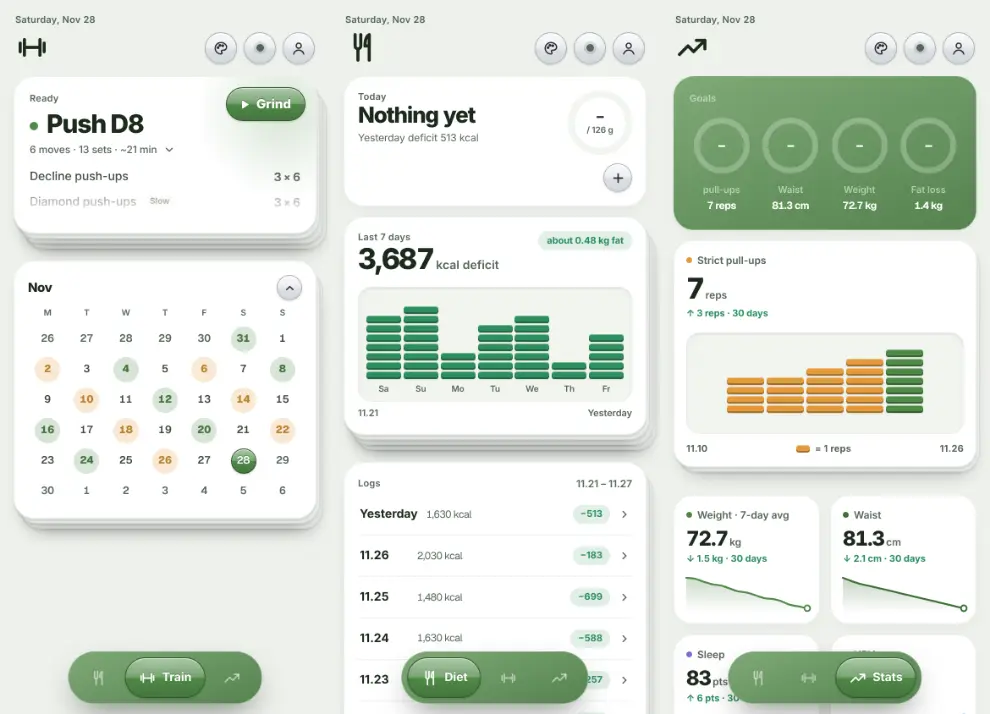 Saturday, Nov 28
Ready
Grind
Push D8
6 moves · 13 sets · ~21 min
Decline push-ups 3 × 6
Diamond push-ups Slow 3 × 6
Nov
M T W T F S S
26 27 28 29 30 31 1
2 3 4 5 6 7 8
9 10 11 12 13 14 15
16 17 18 19 20 21 22
23 24 25 26 27 28 29
30 1 2 3 4 5 6
Train
Saturday, Nov 28
Today
Nothing yet
Yesterday deficit 513 kcal
-
/ 126 g
Last 7 days
about 0.48 kg fat
3,687 kcal deficit
Sa Su Mo Tu We Th Fr
11.21 Yesterday
Logs 11.21 – 11.27
Yesterday 1,630 kcal −513
11.26 2,030 kcal −183
11.25 1,480 kcal −699
11.24 1,630 kcal −588
11.23 257
Diet
Saturday, Nov 28
Goals
- - - -
pull-ups Waist Weight Fat loss
7 reps 81.3 cm 72.7 kg 1.4 kg
Strict pull-ups
7 reps
↑ 3 reps · 30 days
11.10 = 1 reps 11.26
Weight · 7-day avg
72.7 kg
↓ 1.5 kg · 30 days
Waist
81.3 cm
↓ 2.1 cm · 30 days
Sleep
83 pts
↑ 6 pts · 30
Stats